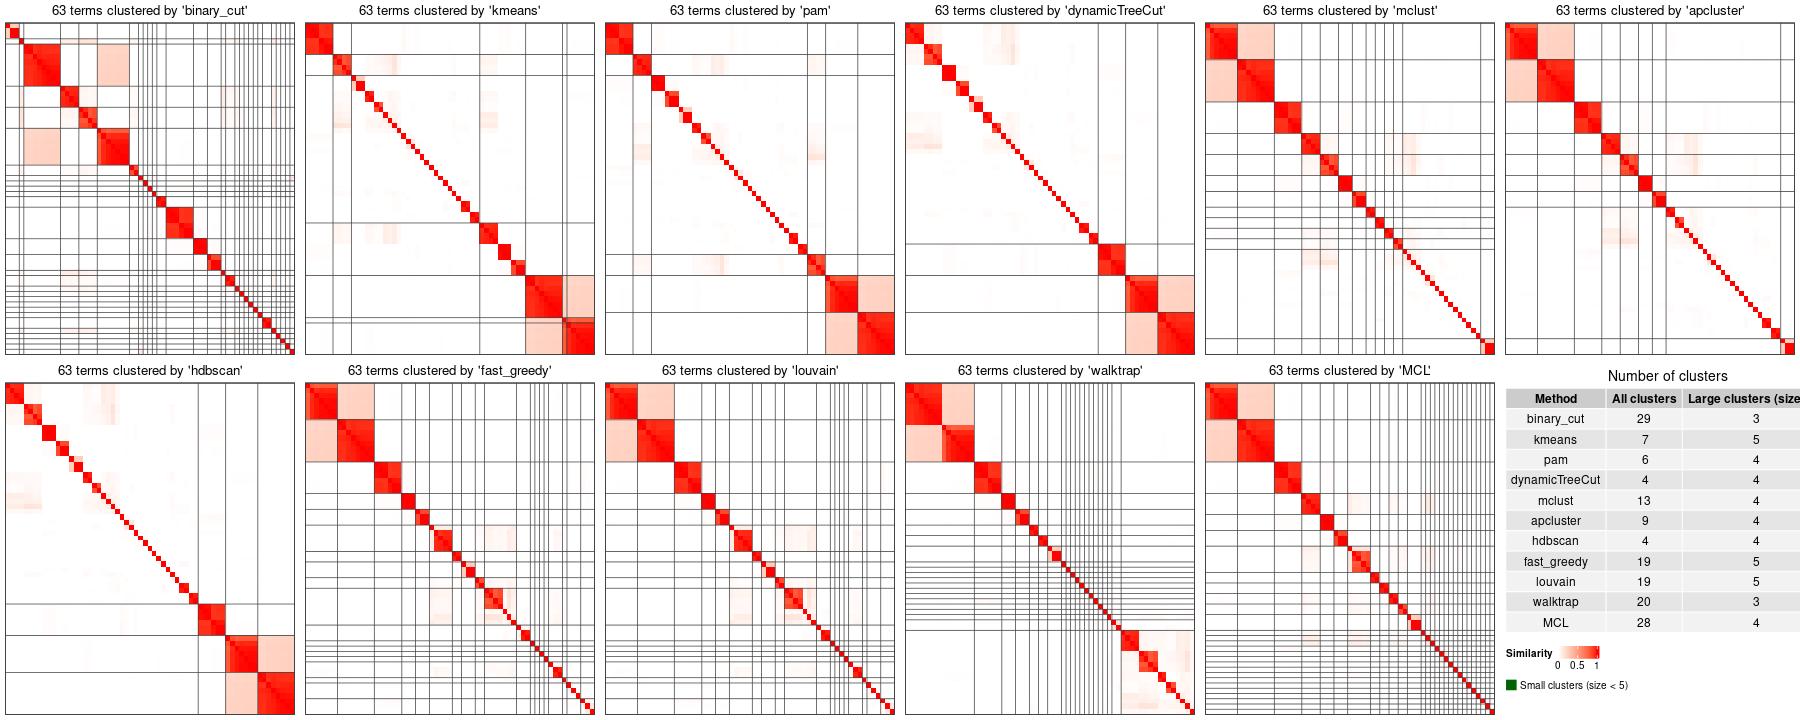 63 terms clustered by 'binary_cut'
63 terms clustered by 'kmeans'
63 terms clustered by 'pam'
63 terms clustered by 'dynamicTreeCut'
63 terms clustered by 'mclust'
63 terms clustered by 'apcluster'
63 terms clustered by 'hdbscan'
63 terms clustered by 'fast_greedy'
63 terms clustered by 'louvain'
63 terms clustered by 'walktrap'
63 terms clustered by 'MCL'
Number of clusters
Method All clusters Large clusters (size
binary_cut 29 3
kmeans 7 5
pam 6 4
dynamicTreeCut 4 4
mclust 13 4
apcluster 9 4
hdbscan 4 4
fast_greedy 19 5
louvain 19 5
walktrap 20 3
MCL 28 4
Similarity
0 0.5 1
Small clusters (size < 5)